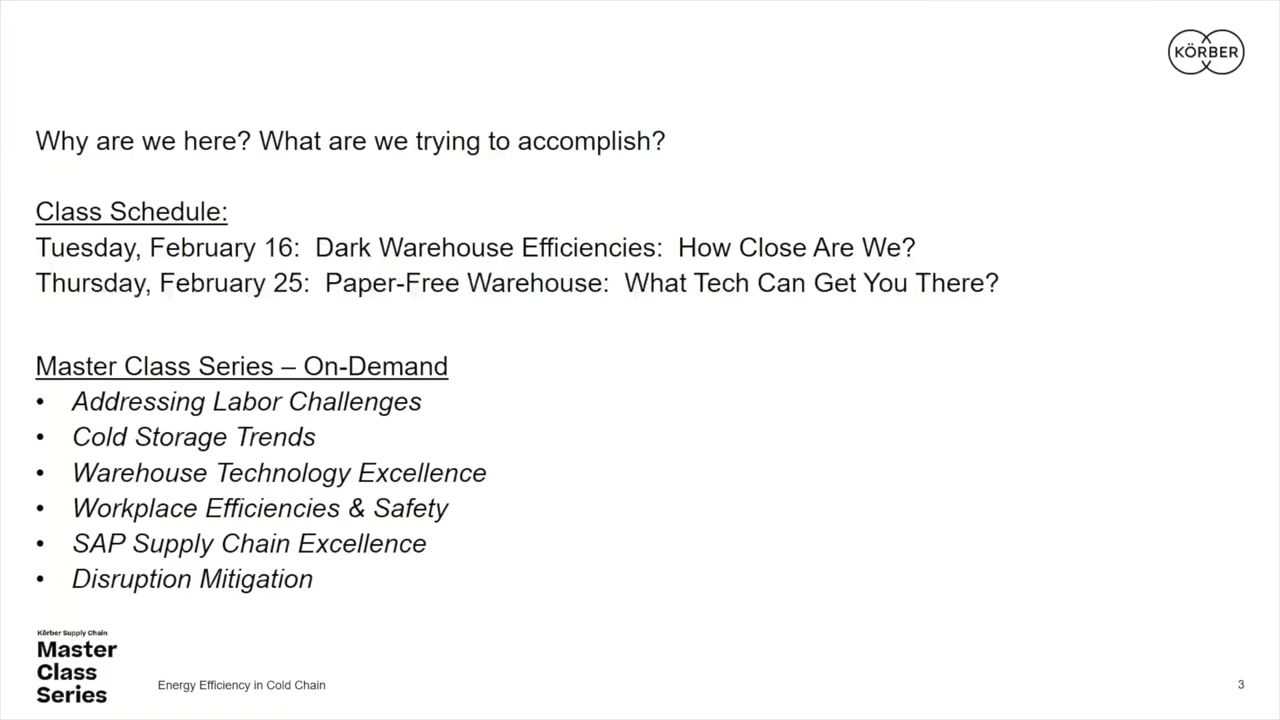 KÖRBER
Why are we here? What are we trying to accomplish?
Class Schedule:
Tuesday, February 16:  Dark Warehouse Efficiencies:  How Close Are We?
Thursday, February 25:  Paper-Free Warehouse:  What Tech Can Get You There?
Master Class Series – On-Demand
• Addressing Labor Challenges
• Cold Storage Trends
• Warehouse Technology Excellence
• Workplace Efficiencies & Safety
• SAP Supply Chain Excellence
• Disruption Mitigation
Körber Supply Chain
Master
Class
Series
Energy Efficiency in Cold Chain
3